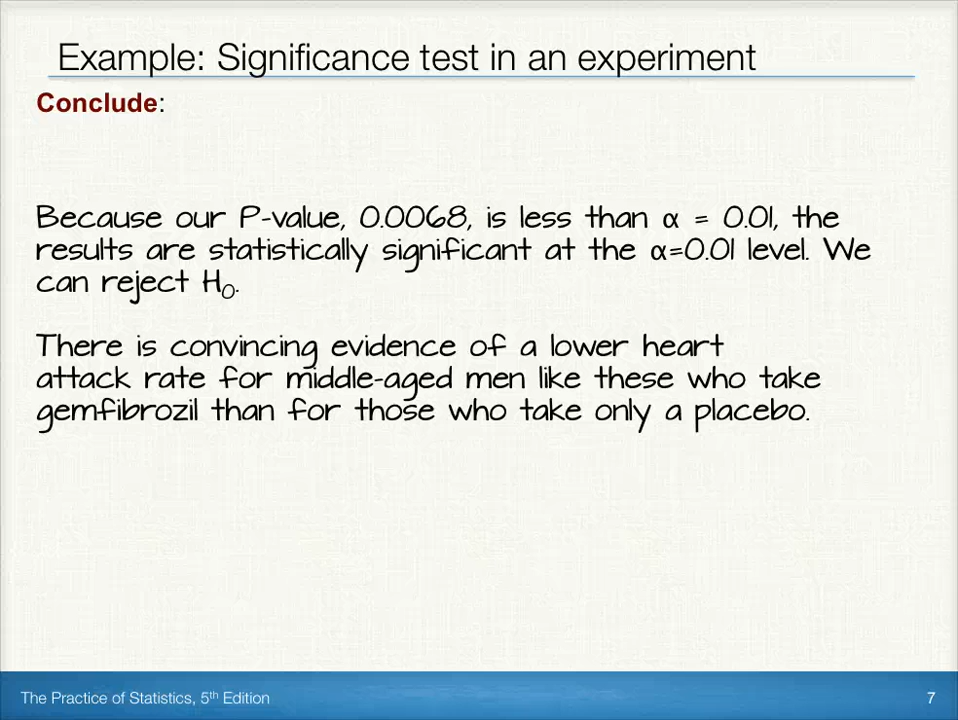 Example: Significance test in an experiment
Conclude:
Because our P-value, 0.0068, is less than α = 0.01, the
results are statistically significant at the α=0.01 level. We
can reject H0.
There is convincing evidence of a lower heart
attack rate for middle-aged men like these who take
gemfibrozil than for those who take only a placebo.
The Practice of Statistics, 5th Edition
7